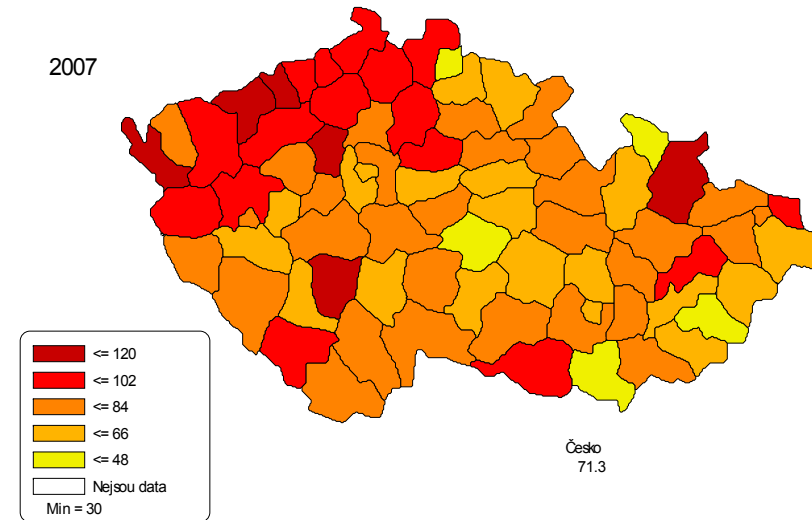 2007
<= 120
<= 102
<= 84
<= 66
<= 48
Nejsou data
Min = 30
Česko
71.3